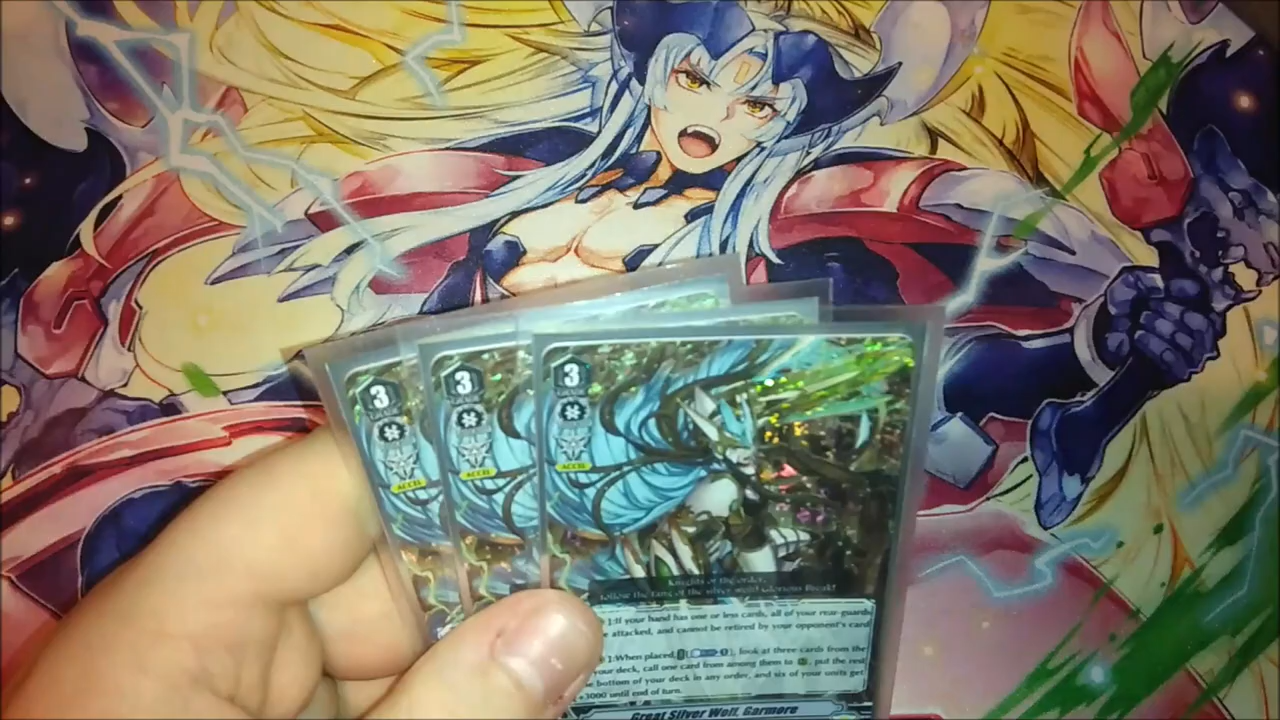 3
3
3
ACCEL
ACCEL
ACCEL
Knights of the order,
follow the fang of the silver wolf! Glorious Break!
1:If your hand has one or less cards, all of your rear-guards
attacked, and cannot be retired by your opponent's card
1:When placed, look at three cards from the
your deck, call one card from among them to , put the rest
bottom of your deck in any order, and six of your units get
+3000 until end of turn.
Great Silver Wolf, Garmore